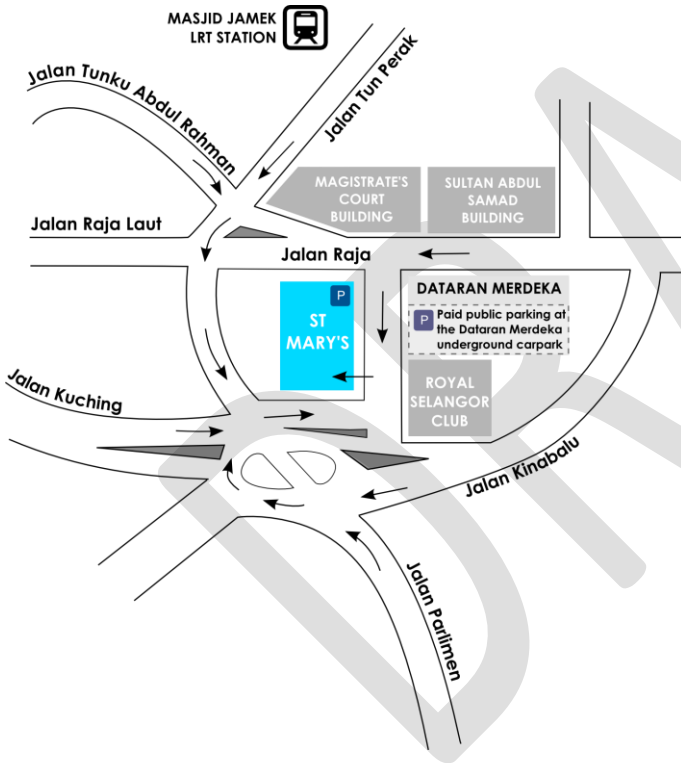 MASJID JAMEK
LRT STATION
Jalan Tunku Abdul Rahman
Jalan Tun Perak
MAGISTRATE'S
COURT
BUILDING
SULTAN ABDUL
SAMAD
BUILDING
Jalan Raja Laut
Jalan Raja
DATARAN MERDEKA
P
Paid public parking at
the Dataran Merdeka
underground carpark
P
ST
MARY'S
ROYAL
SELANGOR
CLUB
Jalan Kuching
Jalan Kinabalu
Jalan Parlimen